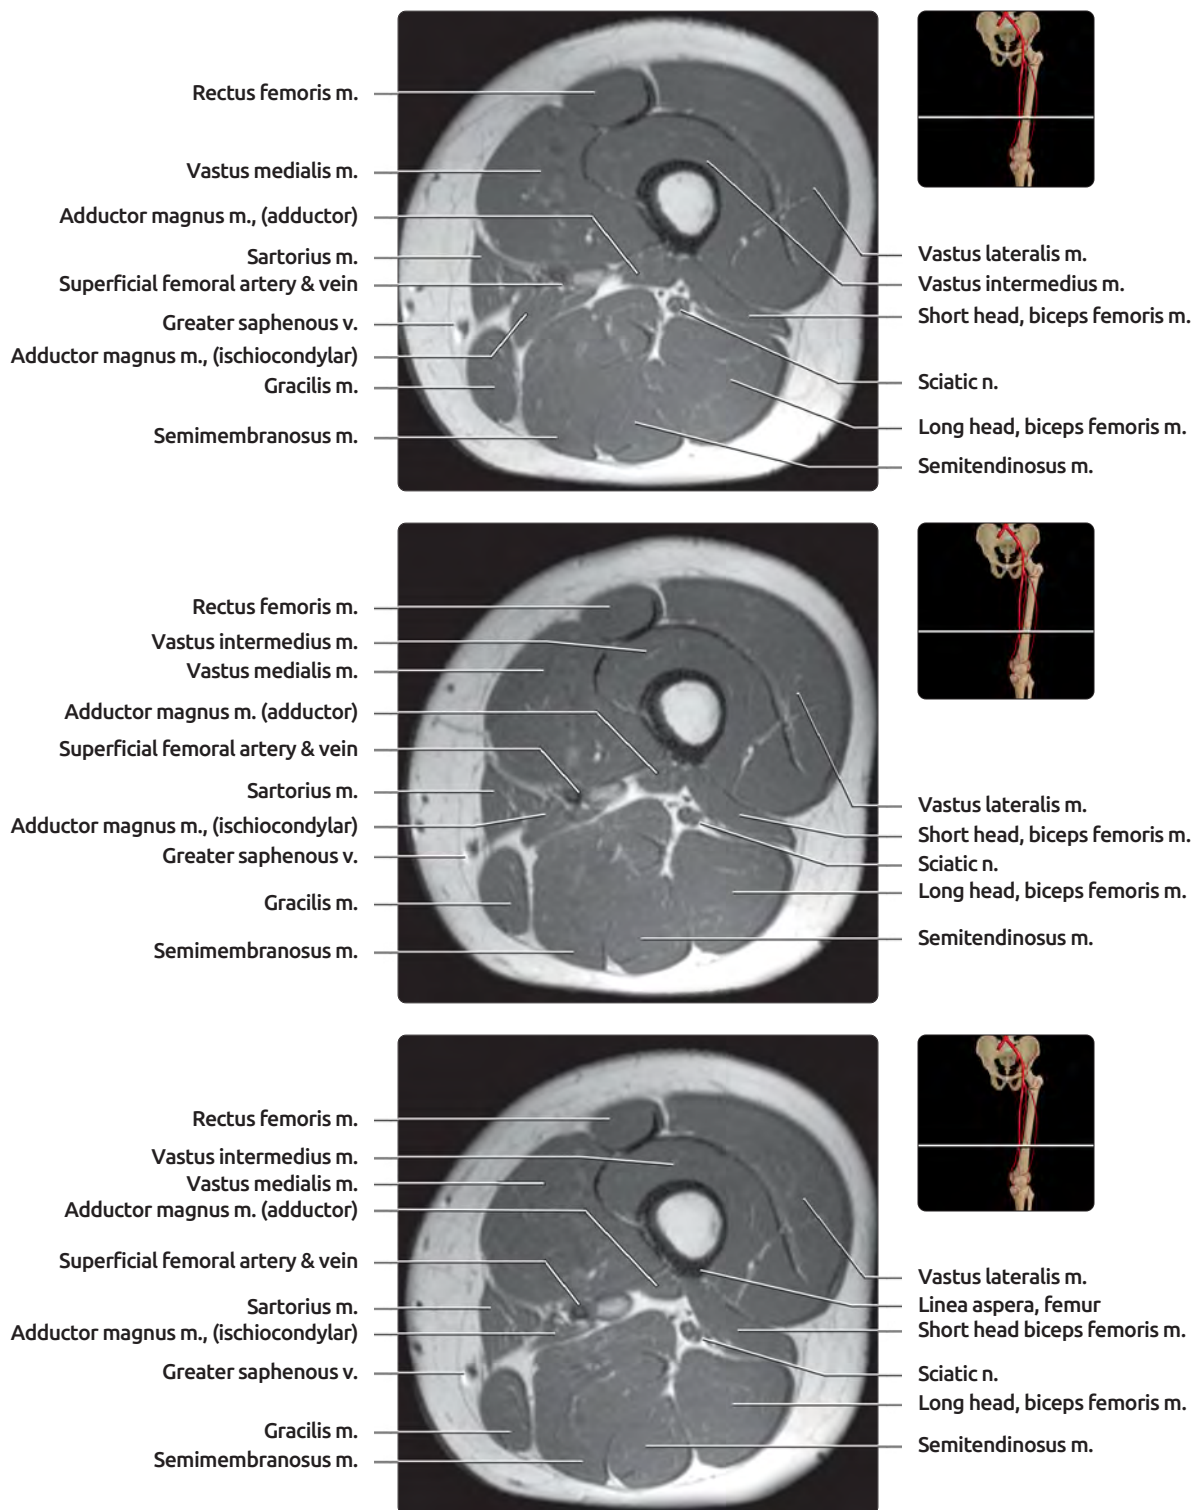 Rectus femoris m.
Vastus medialis m.
Adductor magnus m., (adductor)
Sartorius m.
Superficial femoral artery & vein
Greater saphenous v.
Adductor magnus m., (ischiocondylar)
Gracilis m.
Semimembranosus m.
Vastus lateralis m.
Vastus intermedius m.
Short head, biceps femoris m.
Sciatic n.
Long head, biceps femoris m.
Semitendinosus m.
Rectus femoris m.
Vastus intermedius m.
Vastus medialis m.
Adductor magnus m. (adductor)
Superficial femoral artery & vein
Sartorius m.
Adductor magnus m., (ischiocondylar)
Greater saphenous v.
Gracilis m.
Semimembranosus m.
Vastus lateralis m.
Short head, biceps femoris m.
Sciatic n.
Long head, biceps femoris m.
Semitendinosus m.
Rectus femoris m.
Vastus intermedius m.
Vastus medialis m.
Adductor magnus m. (adductor)
Superficial femoral artery & vein
Sartorius m.
Adductor magnus m., (ischiocondylar)
Greater saphenous v.
Gracilis m.
Semimembranosus m.
Vastus lateralis m.
Linea aspera, femur
Short head biceps femoris m.
Sciatic n.
Long head, biceps femoris m.
Semitendinosus m.